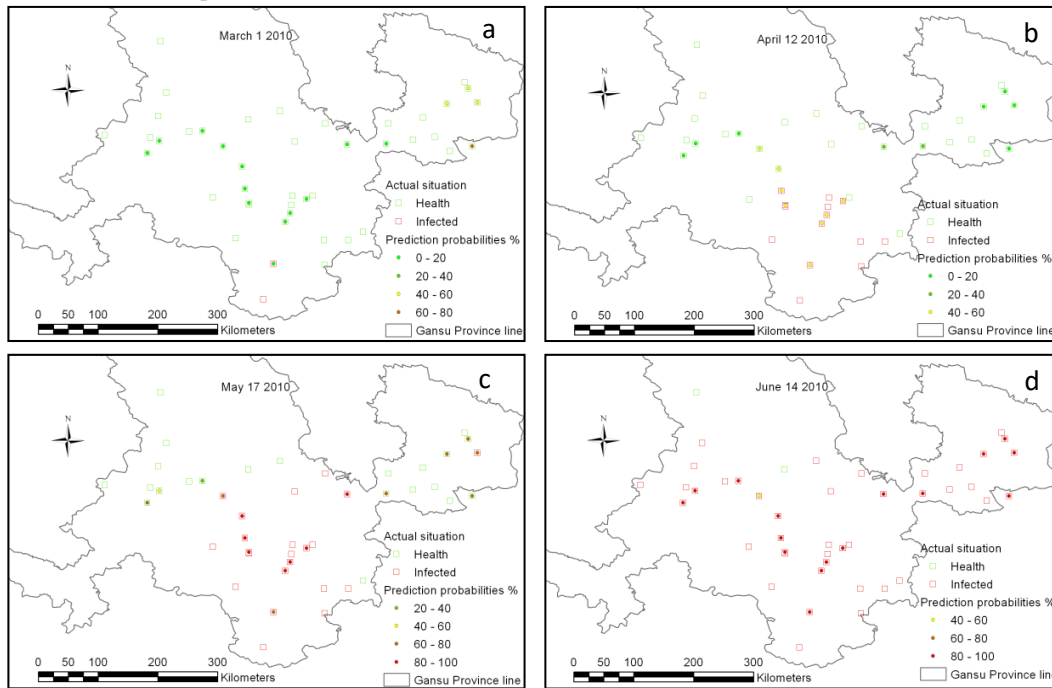 a
March 1 2010
N
Actual situation
Health
Infected
Prediction probabilities %
0 - 20
20 - 40
40 - 60
60 - 80
Gansu Province line
0 50 100 200 300
Kilometers
b
April 12 2010
N
Actual situation
Health
Infected
Prediction probabilities %
0 - 20
20 - 40
40 - 60
Gansu Province line
0 50 100 200 300
Kilometers
c
May 17 2010
N
Actual situation
Health
Infected
Prediction probabilities %
20 - 40
40 - 60
60 - 80
80 - 100
Gansu Province line
0 50 100 200 300
Kilometers
d
June 14 2010
N
Actual situation
Health
Infected
Prediction probabilities %
40 - 60
60 - 80
80 - 100
Gansu Province line
0 50 100 200 300
Kilometers